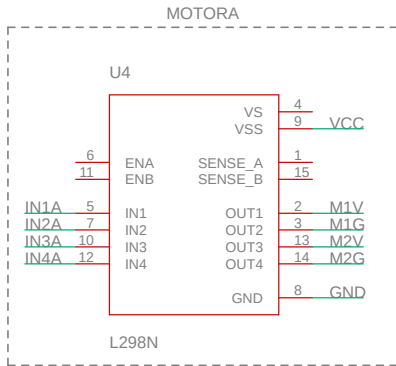 MOTORA
U4
VS 4
VSS 9 VCC
6 ENA SENSE_A 1
11 ENB SENSE_B 15
IN1A 5 IN1 OUT1 2 M1V
IN2A 7 IN2 OUT2 3 M1G
IN3A 10 IN3 OUT3 13 M2V
IN4A 12 IN4 OUT4 14 M2G
GND 8 GND
L298N